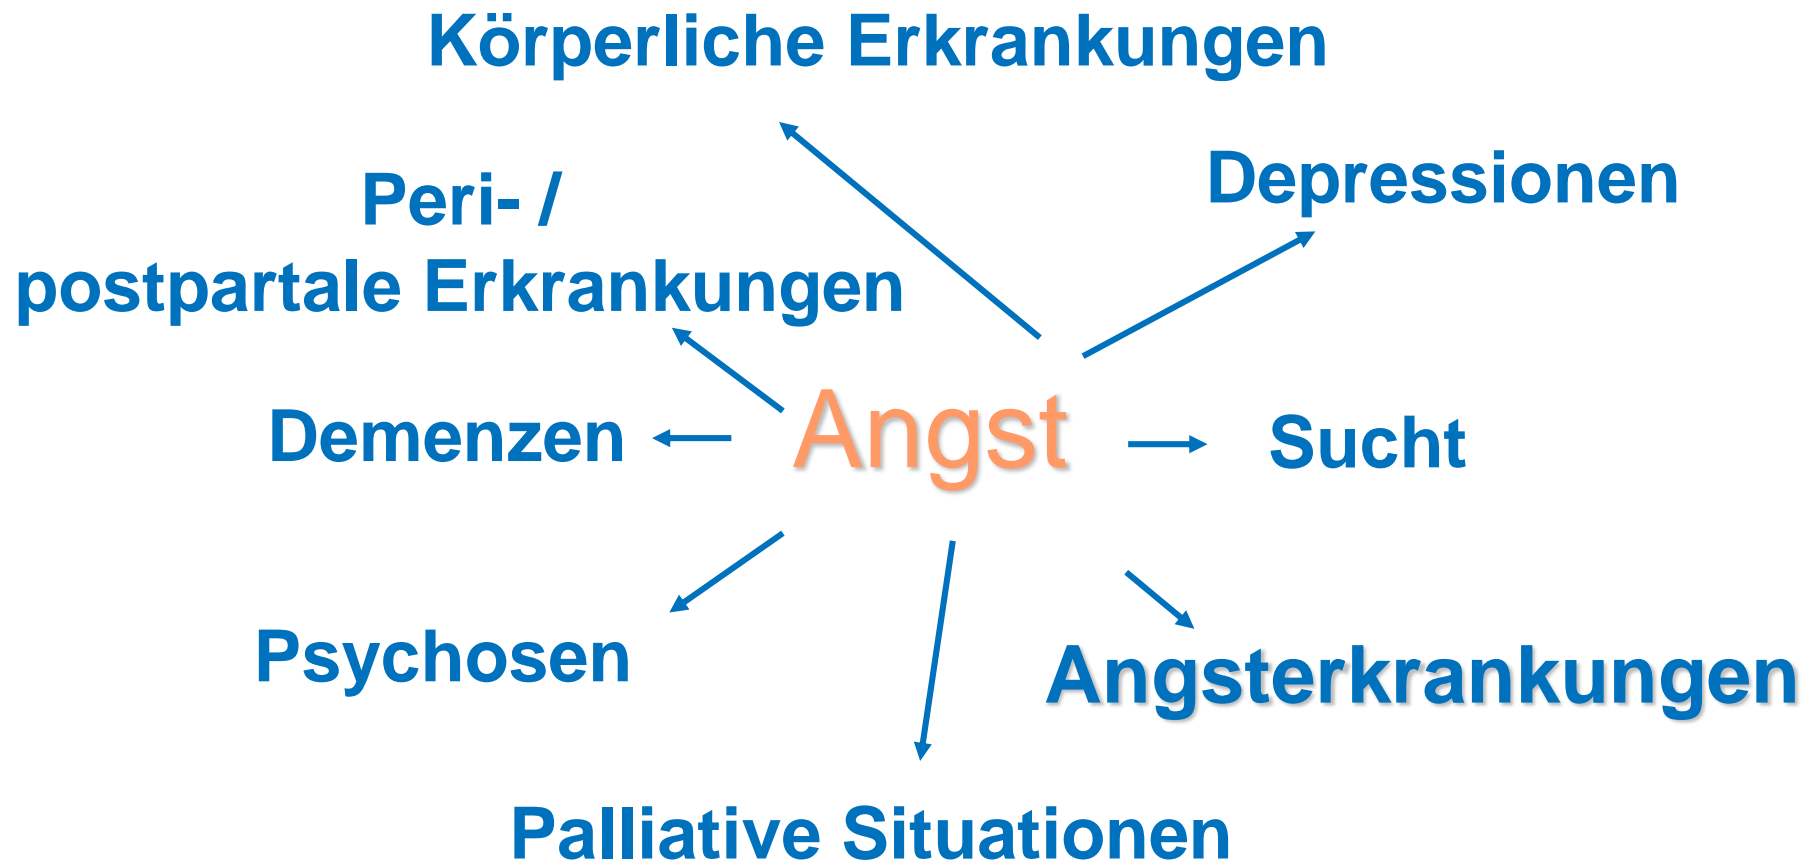 Körperliche Erkrankungen
Depressionen
Peri- /
postpartale Erkrankungen
Angst
Demenzen
Sucht
Psychosen
Angsterkrankungen
Palliative Situationen